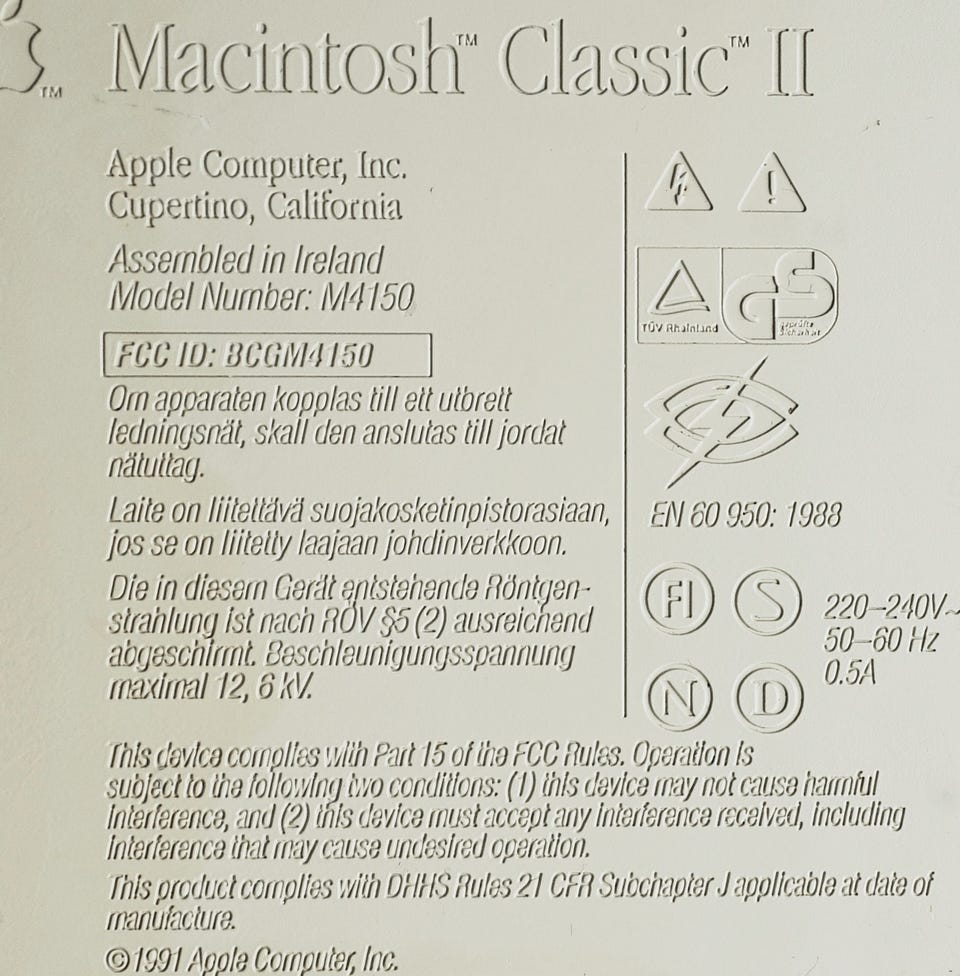 Macintosh™ Classic™ II
™
Apple Computer, Inc.
Cupertino, California
Assembled in Ireland
Model Number: M4150
FCC ID: BCGM4150
Om apparaten kopplas till ett utbrett
ledningsnät, skall den anslutas till jordat
nätuttag.
Laite on liitettävä suojakosketinpistorasiaan,
jos se on liitetty laajaan johdinverkkoon.
Die in diesem Gerät entstehende Röntgen-
strahlung ist nach RÖV §5 (2) ausreichend
abgeschirmt. Beschleunigungsspannung
maximal 12, 6 kV.
TÜV Rheinland
GS
geprüfte
Sicherheit
EN 60 950: 1988
FI S
N D
220–240V~
50–60 Hz
0.5A
This device complies with Part 15 of the FCC Rules. Operation is
subject to the following two conditions: (1) this device may not cause harmful
interference, and (2) this device must accept any interference received, including
interference that may cause undesired operation.
This product complies with DHHS Rules 21 CFR Subchapter J applicable at date of
manufacture.
©1991 Apple Computer, Inc.